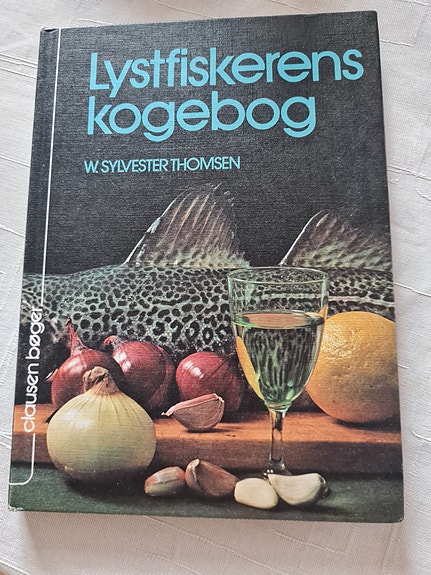 Lystfiskerens
kogebog
W. SYLVESTER THOMSEN
clausen bøger